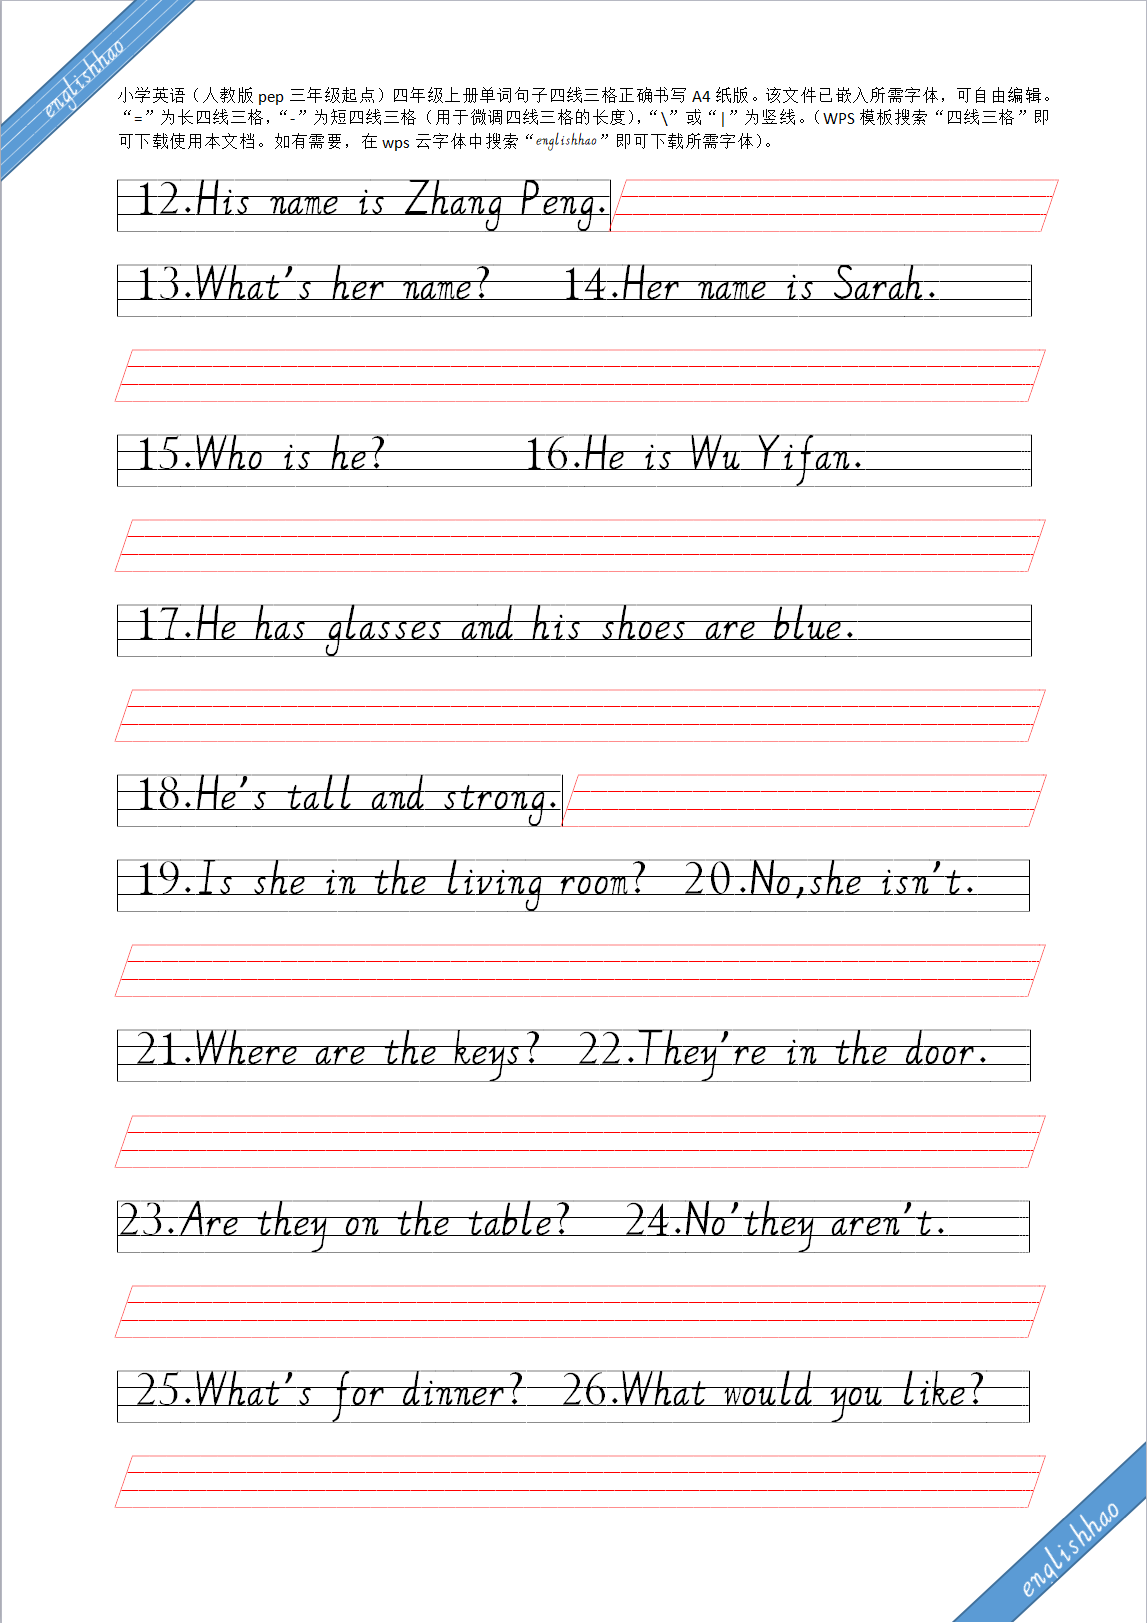 englishhao
小学英语（人教版 pep 三年级起点）四年级上册单词句子四线三格正确书写 A4 纸版。该文件已嵌入所需字体，可自由编辑。
“=”为长四线三格，“-”为短四线三格（用于微调四线三格的长度），“\”或“|”为竖线。（WPS 模板搜索“四线三格”即
可下载使用本文档。如有需要，在 wps 云字体中搜索“englishhao”即可下载所需字体）。
12.His name is Zhang Peng.
13.What's her name? 14.Her name is Sarah.
15.Who is he? 16.He is Wu Yifan.
17.He has glasses and his shoes are blue.
18.He's tall and strong.
19.Is she in the living room? 20.No,she isn't.
21.Where are the keys? 22.They're in the door.
23.Are they on the table? 24.No'they aren't.
25.What's for dinner? 26.What would you like?
englishhao